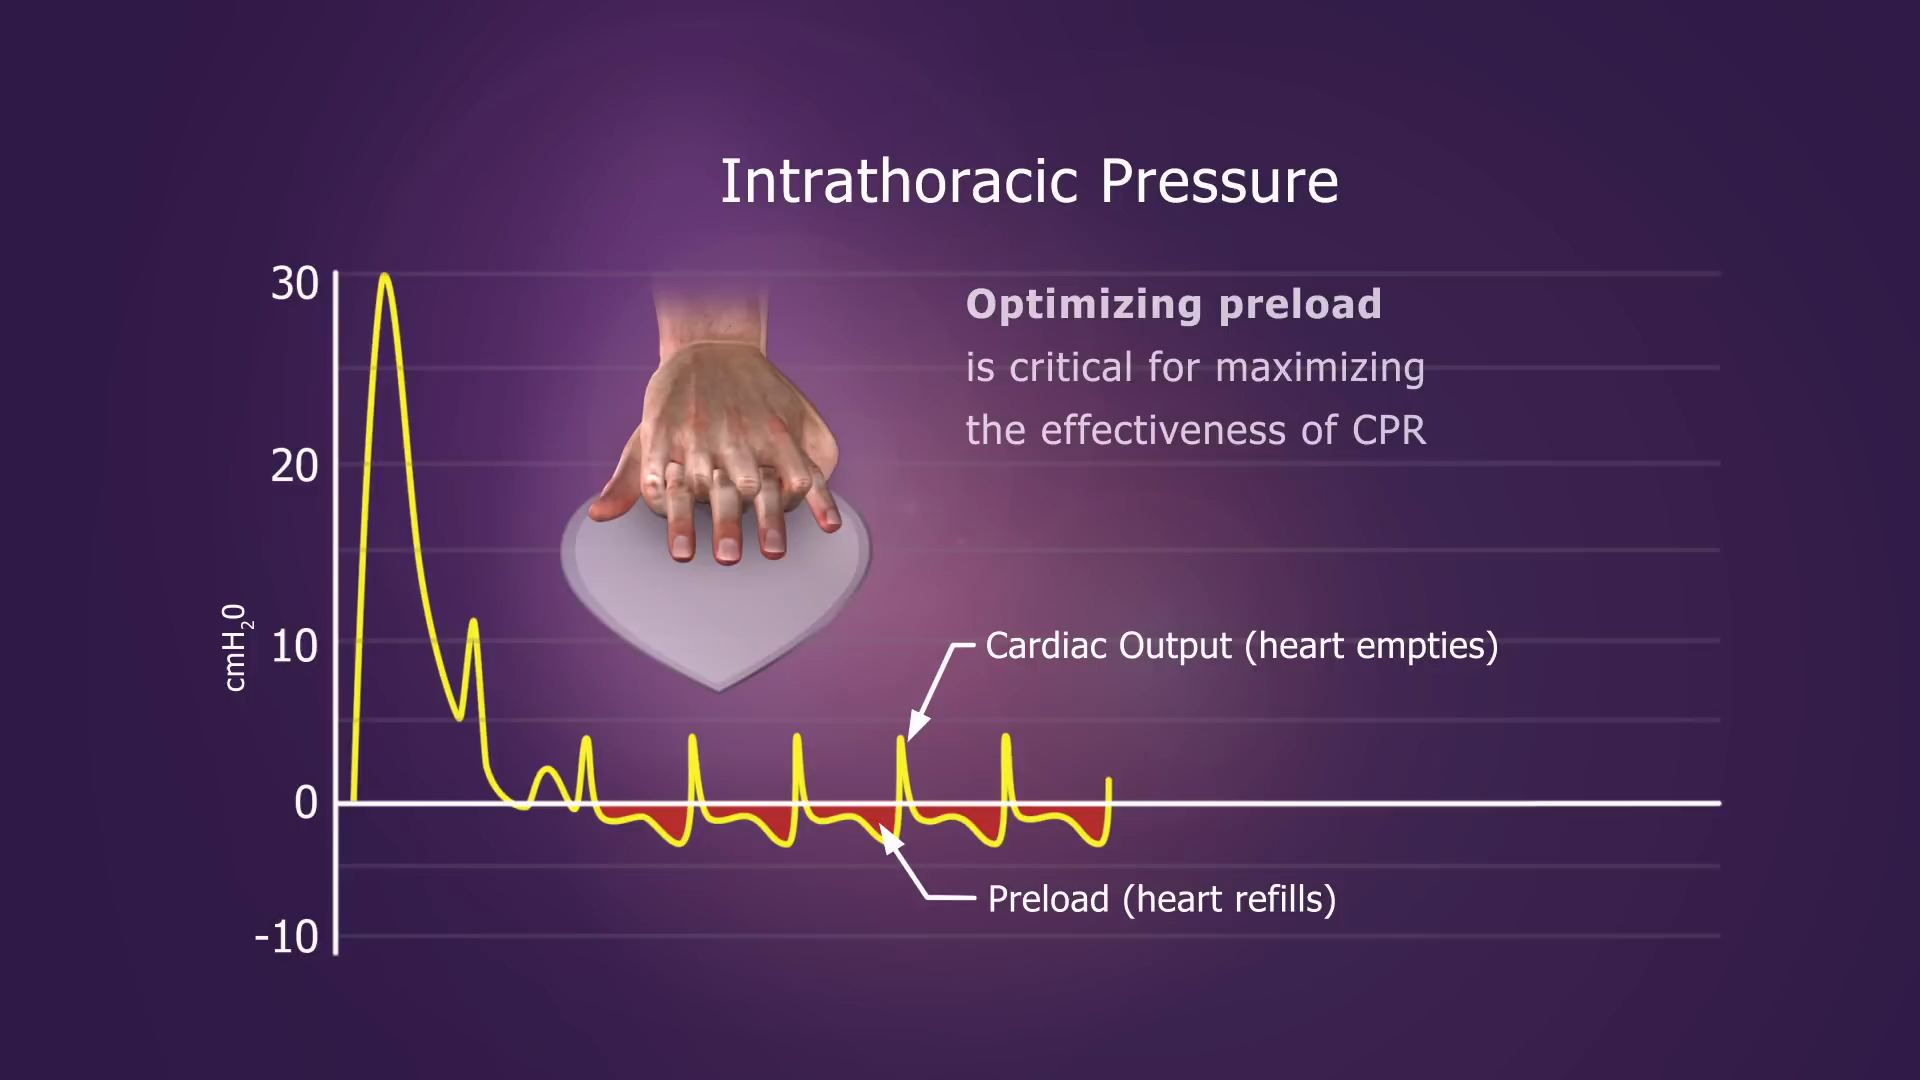 Intrathoracic Pressure
30
Optimizing preload
is critical for maximizing
the effectiveness of CPR
20
cmH₂0
10
Cardiac Output (heart empties)
0
Preload (heart refills)
-10